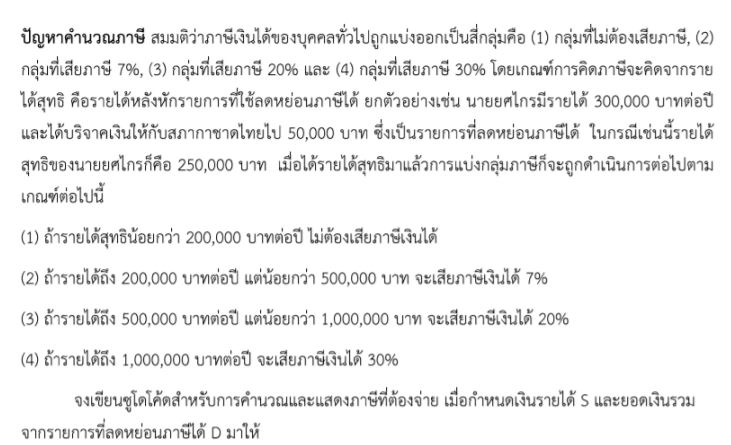 ปัญหาคำนวณภาษี สมมติว่าภาษีเงินได้ของบุคคลทั่วไปถูกแบ่งออกเป็นสี่กลุ่มคือ (1) กลุ่มที่ไม่ต้องเสียภาษี, (2)
กลุ่มที่เสียภาษี 7%, (3) กลุ่มที่เสียภาษี 20% และ (4) กลุ่มที่เสียภาษี 30% โดยเกณฑ์การคิดภาษีจะคิดจากราย
ได้สุทธิ คือรายได้หลังหักรายการที่ใช้ลดหย่อนภาษีได้ ยกตัวอย่างเช่น นายยศไกรมีรายได้ 300,000 บาทต่อปี
และได้บริจาคเงินให้กับสภากาชาดไทยไป 50,000 บาท ซึ่งเป็นรายการที่ลดหย่อนภาษีได้ ในกรณีเช่นนี้รายได้
สุทธิของนายยศไกรก็คือ 250,000 บาท เมื่อได้รายได้สุทธิมาแล้วการแบ่งกลุ่มภาษีก็จะถูกดำเนินการต่อไปตาม
เกณฑ์ต่อไปนี้
(1) ถ้ารายได้สุทธิน้อยกว่า 200,000 บาทต่อปี ไม่ต้องเสียภาษีเงินได้
(2) ถ้ารายได้ถึง 200,000 บาทต่อปี แต่น้อยกว่า 500,000 บาท จะเสียภาษีเงินได้ 7%
(3) ถ้ารายได้ถึง 500,000 บาทต่อปี แต่น้อยกว่า 1,000,000 บาท จะเสียภาษีเงินได้ 20%
(4) ถ้ารายได้ถึง 1,000,000 บาทต่อปี จะเสียภาษีเงินได้ 30%
จงเขียนซูโดโค้ดสำหรับการคำนวณและแสดงภาษีที่ต้องจ่าย เมื่อกำหนดเงินรายได้ S และยอดเงินรวม
จากรายการที่ลดหย่อนภาษีได้ D มาให้